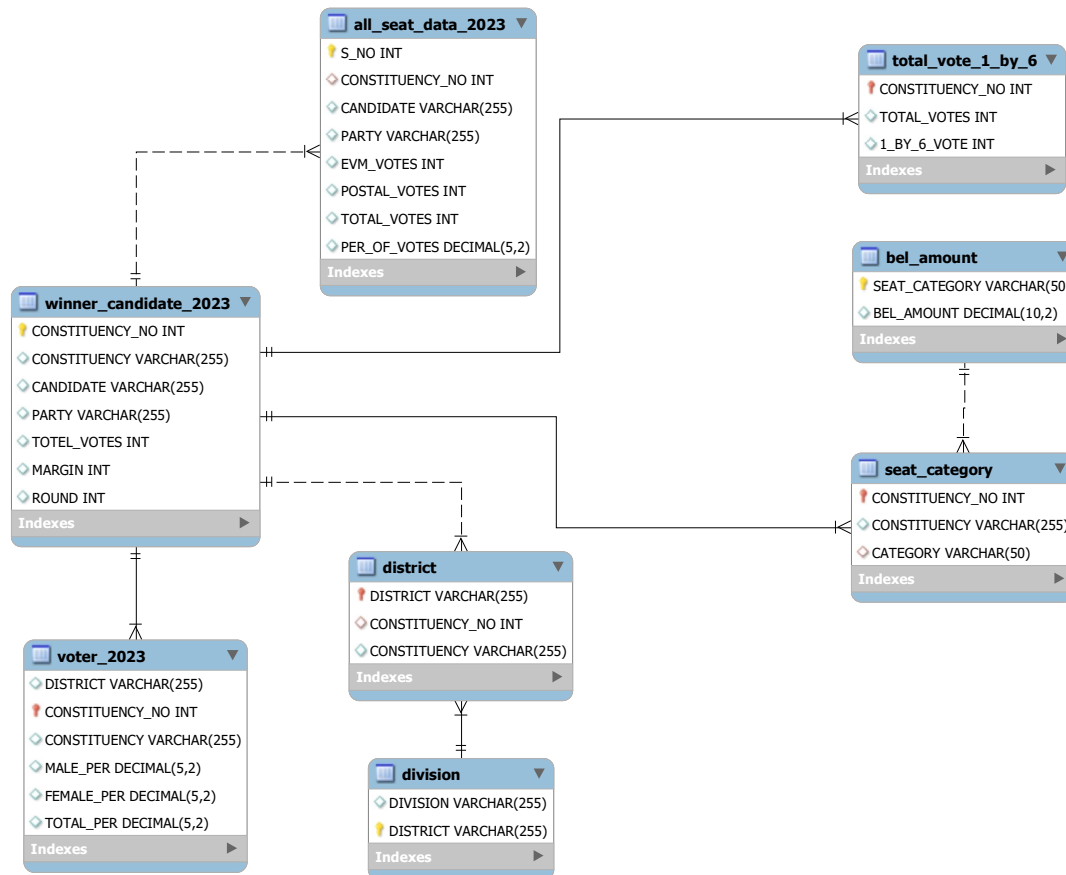 all_seat_data_2023
S_NO INT
CONSTITUENCY_NO INT
CANDIDATE VARCHAR(255)
PARTY VARCHAR(255)
EVM_VOTES INT
POSTAL_VOTES INT
TOTAL_VOTES INT
PER_OF_VOTES DECIMAL(5,2)
Indexes
total_vote_1_by_6
CONSTITUENCY_NO INT
TOTAL_VOTES INT
1_BY_6_VOTE INT
Indexes
bel_amount
SEAT_CATEGORY VARCHAR(50
BEL_AMOUNT DECIMAL(10,2)
Indexes
winner_candidate_2023
CONSTITUENCY_NO INT
CONSTITUENCY VARCHAR(255)
CANDIDATE VARCHAR(255)
PARTY VARCHAR(255)
TOTEL_VOTES INT
MARGIN INT
ROUND INT
Indexes
seat_category
CONSTITUENCY_NO INT
CONSTITUENCY VARCHAR(255)
CATEGORY VARCHAR(50)
Indexes
district
DISTRICT VARCHAR(255)
CONSTITUENCY_NO INT
CONSTITUENCY VARCHAR(255)
Indexes
voter_2023
DISTRICT VARCHAR(255)
CONSTITUENCY_NO INT
CONSTITUENCY VARCHAR(255)
MALE_PER DECIMAL(5,2)
FEMALE_PER DECIMAL(5,2)
TOTAL_PER DECIMAL(5,2)
Indexes
division
DIVISION VARCHAR(255)
DISTRICT VARCHAR(255)
Indexes